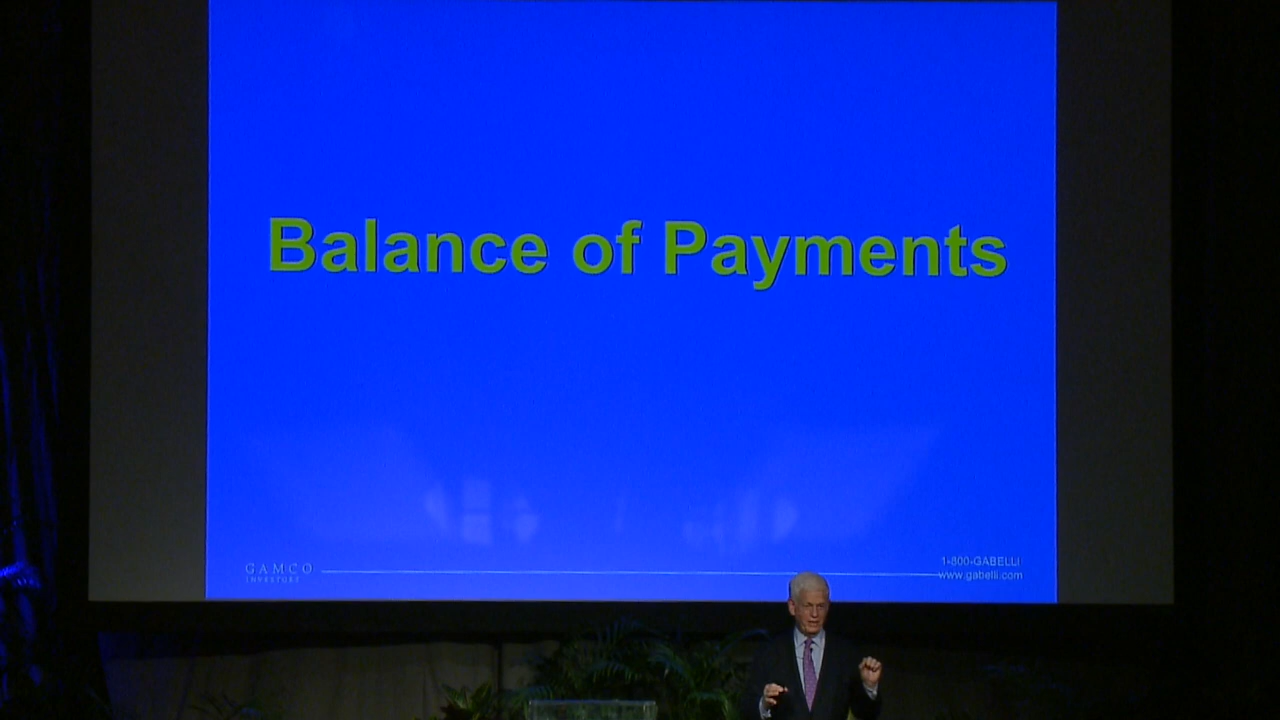 Balance of Payments
GAMCO
INVESTORS
1-800-GABELLI
www.gabelli.com